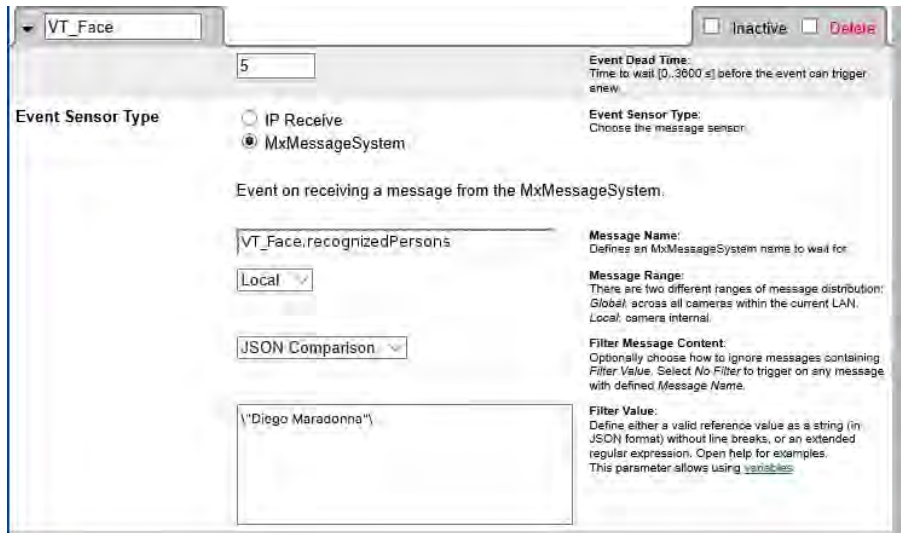 VT_Face
Inactive
Delete
5
Event Dead Time:
Time to wait [0..3600 s] before the event can trigger
anew.
Event Sensor Type
IP Receive
MxMessageSystem
Event Sensor Type:
Choose the message sensor.
Event on receiving a message from the MxMessageSystem.
VT_Face.recognizedPersons
Message Name:
Defines an MxMessageSystem name to wait for.
Local
Message Range:
There are two different ranges of message distribution:
Global: across all cameras within the current LAN.
Local: camera internal.
JSON Comparison
Filter Message Content:
Optionally choose how to ignore messages containing
Filter Value. Select No Filter to trigger on any message
with defined Message Name.
\"Diego Maradonna"\
Filter Value:
Define either a valid reference value as a string (in
JSON format) without line breaks, or an extended
regular expression. Open help for examples.
This parameter allows using variables.